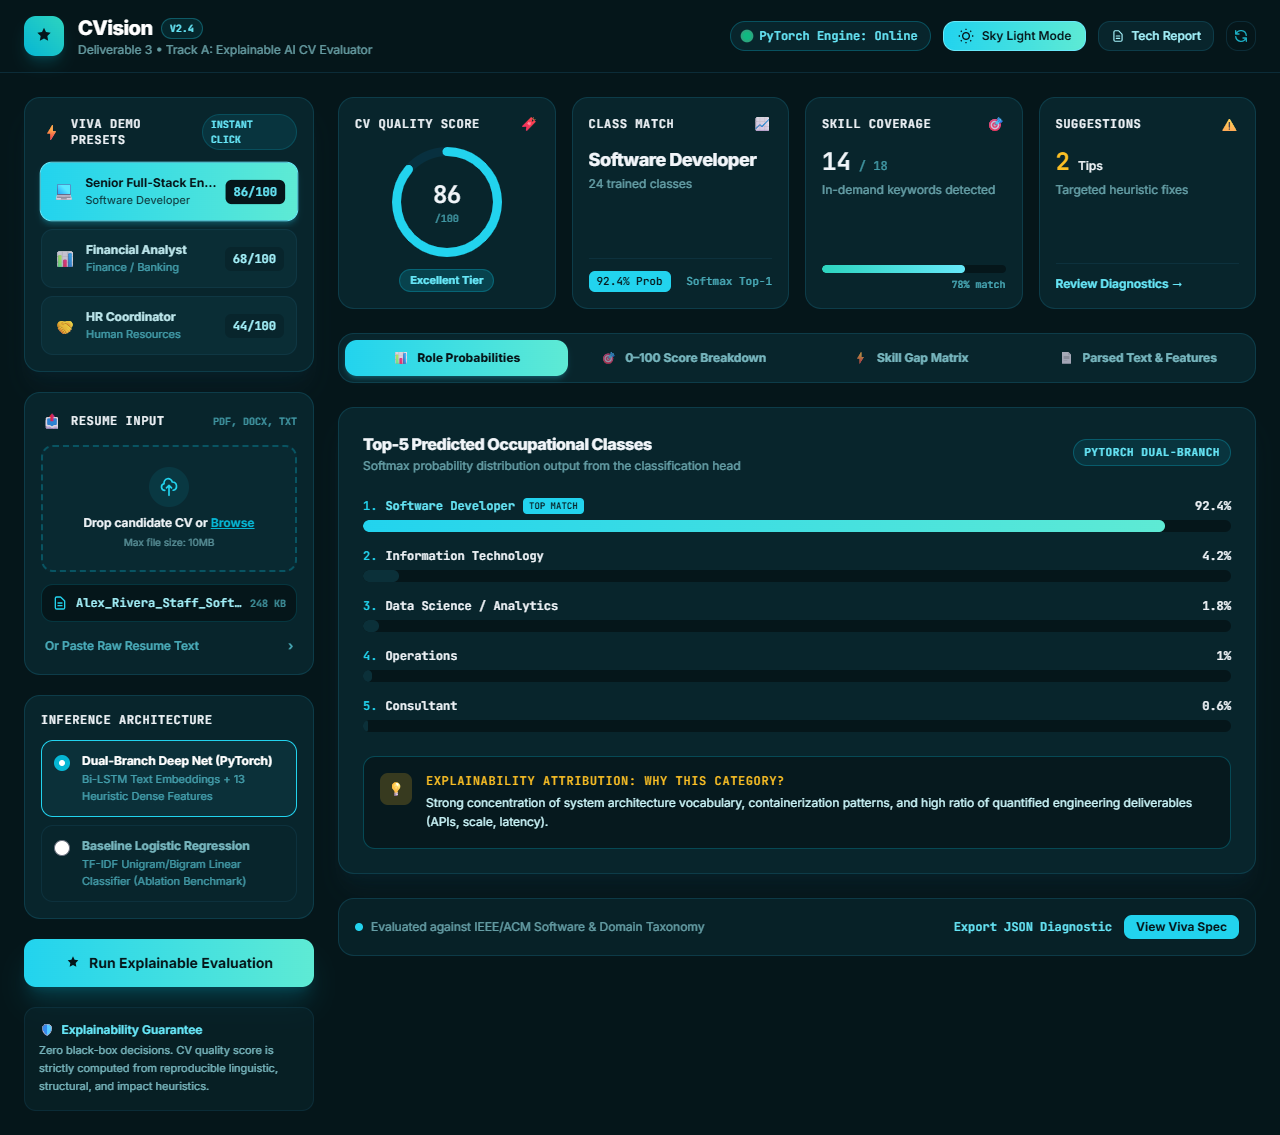 CVision
V2.4
Deliverable 3 • Track A: Explainable AI CV Evaluator
PyTorch Engine: Online
Sky Light Mode
Tech Report
VIVA DEMO
PRESETS
INSTANT
CLICK
Senior Full-Stack En...
Software Developer
86/100
Financial Analyst
Finance / Banking
68/100
HR Coordinator
Human Resources
44/100
RESUME INPUT
PDF, DOCX, TXT
Drop candidate CV or Browse
Max file size: 10MB
Alex_Rivera_Staff_Soft...
248 KB
Or Paste Raw Resume Text
INFERENCE ARCHITECTURE
Dual-Branch Deep Net (PyTorch)
Bi-LSTM Text Embeddings + 13
Heuristic Dense Features
Baseline Logistic Regression
TF-IDF Unigram/Bigram Linear
Classifier (Ablation Benchmark)
Run Explainable Evaluation
Explainability Guarantee
Zero black-box decisions. CV quality score is
strictly computed from reproducible linguistic,
structural, and impact heuristics.
CV QUALITY SCORE
86
/100
Excellent Tier
CLASS MATCH
Software Developer
24 trained classes
92.4% Prob
Softmax Top-1
SKILL COVERAGE
14 / 18
In-demand keywords detected
78% match
SUGGESTIONS
2 Tips
Targeted heuristic fixes
Review Diagnostics →
Role Probabilities
0–100 Score Breakdown
Skill Gap Matrix
Parsed Text & Features
Top-5 Predicted Occupational Classes
Softmax probability distribution output from the classification head
PYTORCH DUAL-BRANCH
1. Software Developer
TOP MATCH
92.4%
2. Information Technology
4.2%
3. Data Science / Analytics
1.8%
4. Operations
1%
5. Consultant
0.6%
EXPLAINABILITY ATTRIBUTION: WHY THIS CATEGORY?
Strong concentration of system architecture vocabulary, containerization patterns, and high ratio of quantified engineering deliverables
(APIs, scale, latency).
Evaluated against IEEE/ACM Software & Domain Taxonomy
Export JSON Diagnostic
View Viva Spec